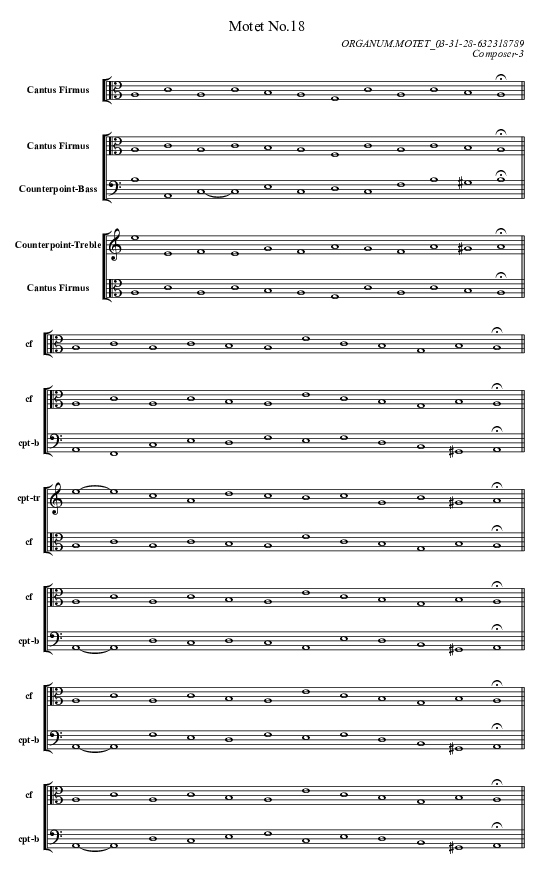 Motet No.18
ORGANUM.MOTET_03-31-28-632318789
Composer-3
Cantus Firmus
Cantus Firmus
Counterpoint-Bass
Counterpoint-Treble
Cantus Firmus
cf
cf
cpt-b
cpt-tr
cf
cf
cpt-b
cf
cpt-b
cf
cpt-b